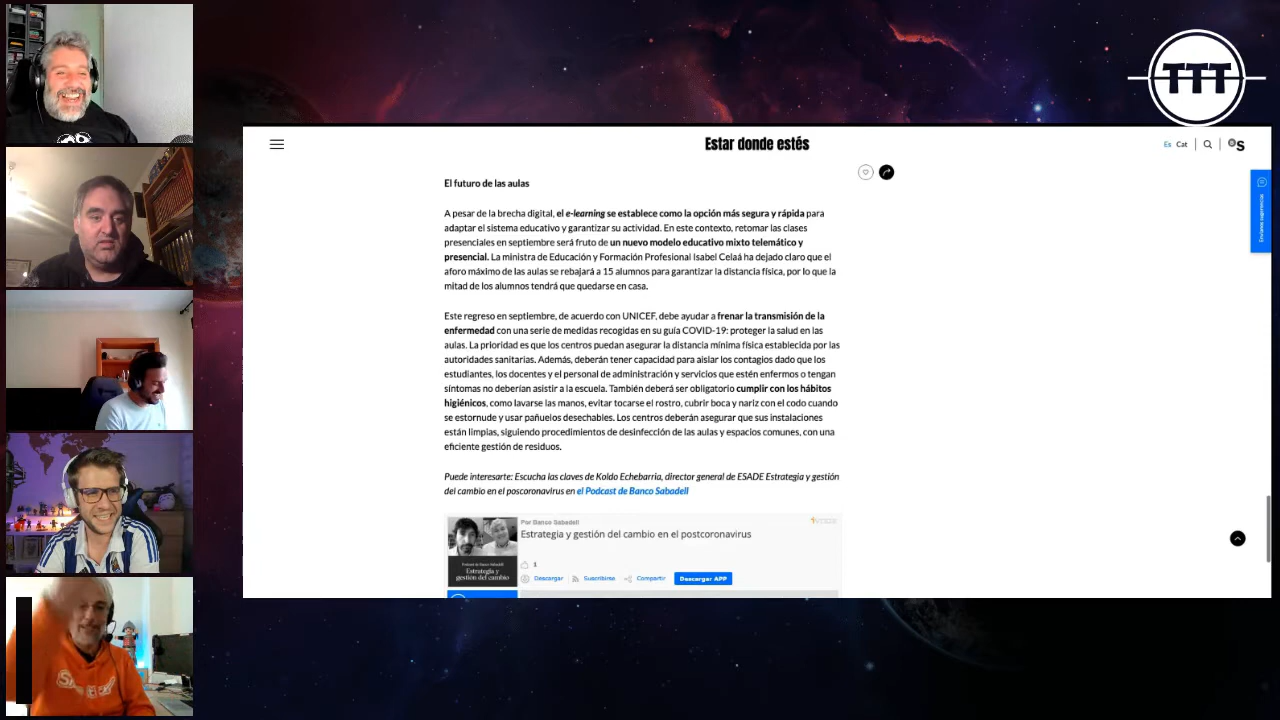 TTT
Estar donde estés
Es Cat
S
Envíanos sugerencias
El futuro de las aulas
A pesar de la brecha digital, el e-learning se establece como la opción más segura y rápida para
adaptar el sistema educativo y garantizar su actividad. En este contexto, retomar las clases
presenciales en septiembre será fruto de un nuevo modelo educativo mixto telemático y
presencial. La ministra de Educación y Formación Profesional Isabel Celaá ha dejado claro que el
aforo máximo de las aulas se rebajará a 15 alumnos para garantizar la distancia física, por lo que la
mitad de los alumnos tendrá que quedarse en casa.
Este regreso en septiembre, de acuerdo con UNICEF, debe ayudar a frenar la transmisión de la
enfermedad con una serie de medidas recogidas en su guía COVID-19: proteger la salud en las
aulas. La prioridad es que los centros puedan asegurar la distancia mínima física establecida por las
autoridades sanitarias. Además, deberán tener capacidad para aislar los contagios dado que los
estudiantes, los docentes y el personal de administración y servicios que estén enfermos o tengan
síntomas no deberían asistir a la escuela. También deberá ser obligatorio cumplir con los hábitos
higiénicos, como lavarse las manos, evitar tocarse el rostro, cubrir boca y nariz con el codo cuando
se estornude y usar pañuelos desechables. Los centros deberán asegurar que sus instalaciones
están limpias, siguiendo procedimientos de desinfección de las aulas y espacios comunes, con una
eficiente gestión de residuos.
Puede interesarte: Escucha las claves de Koldo Echebarria, director general de ESADE Estrategia y gestión
del cambio en el poscoronavirus en el Podcast de Banco Sabadell
Por Banco Sabadell
Estrategia y gestión del cambio en el postcoronavirus
Podcast de Banco Sabadell
Estrategia y
gestión del cambio
1
Descargar Suscribirse Compartir Descargar APP